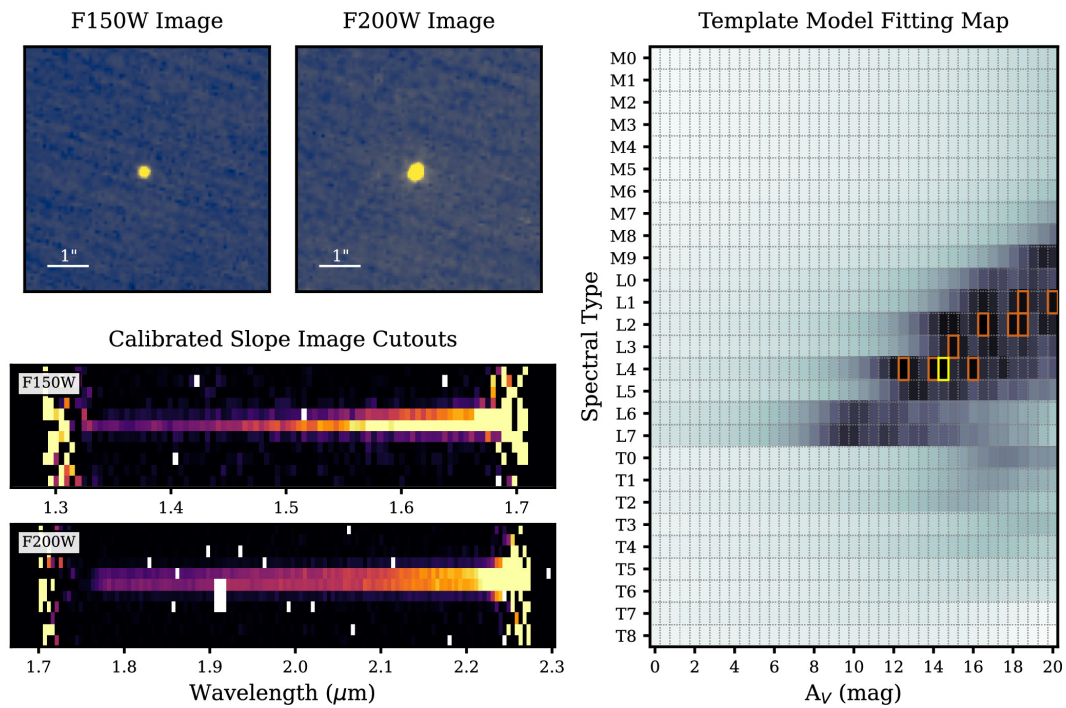 F150W Image
F200W Image
1"
1"
Calibrated Slope Image Cutouts
F150W
1.3 1.4 1.5 1.6 1.7
F200W
1.7 1.8 1.9 2.0 2.1 2.2 2.3
Wavelength (μm)
Template Model Fitting Map
Spectral Type
M0
M1
M2
M3
M4
M5
M6
M7
M8
M9
L0
L1
L2
L3
L4
L5
L6
L7
T0
T1
T2
T3
T4
T5
T6
T7
T8
0 2 4 6 8 10 12 14 16 18 20
A_V (mag)